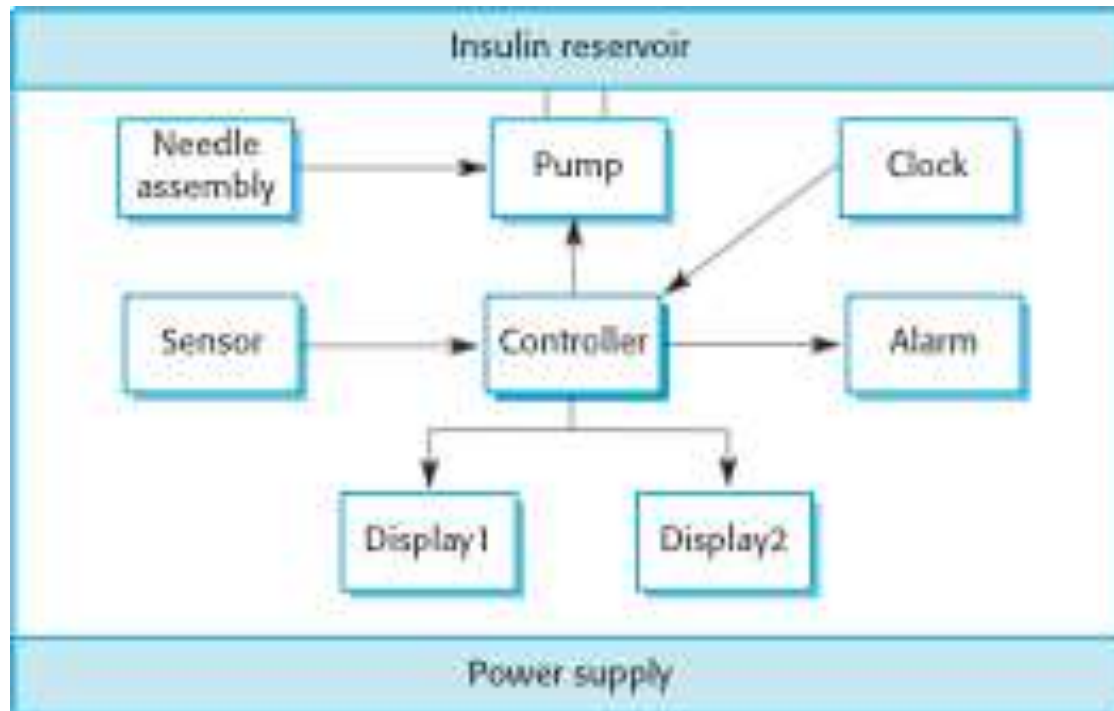 Insulin reservoir
Needle
assembly
Pump
Clock
Sensor
Controller
Alarm
Display1
Display2
Power supply